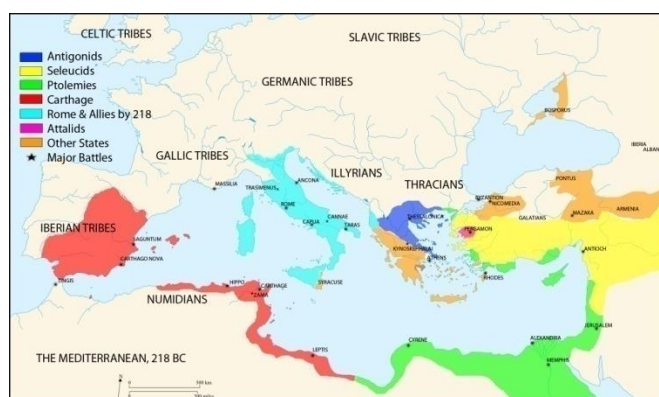 CELTIC TRIBES
SLAVIC TRIBES
GERMANIC TRIBES
Antigonids
Seleucids
Ptolemies
Carthage
Rome & Allies by 218
Attalids
Other States
Major Battles
BOSPORUS
IBERIA
ALBAN
GALLIC TRIBES
ILLYRIANS
THRACIANS
MASSILIA
TRASIMENUS
ANCONA
ROME
CAPUA
CANNAE
TARAS
BYZANTION
NICOMEDIA
PONTUS
ARMENIA
MAZAKA
GALATIANS
THESSALONICA
PERGAMON
KYNOSKEPHALAI
ATHENS
IBERIAN TRIBES
SAGUNTUM
CARTHAGO NOVA
TINGIS
NUMIDIANS
HIPPO
CARTHAGE
ZAMA
SYRACUSE
RHODES
ANTIOCH
LEPTIS
CYRENE
ALEXANDRIA
JERUSALEM
MEMPHIS
THE MEDITERRANEAN, 218 BC
N